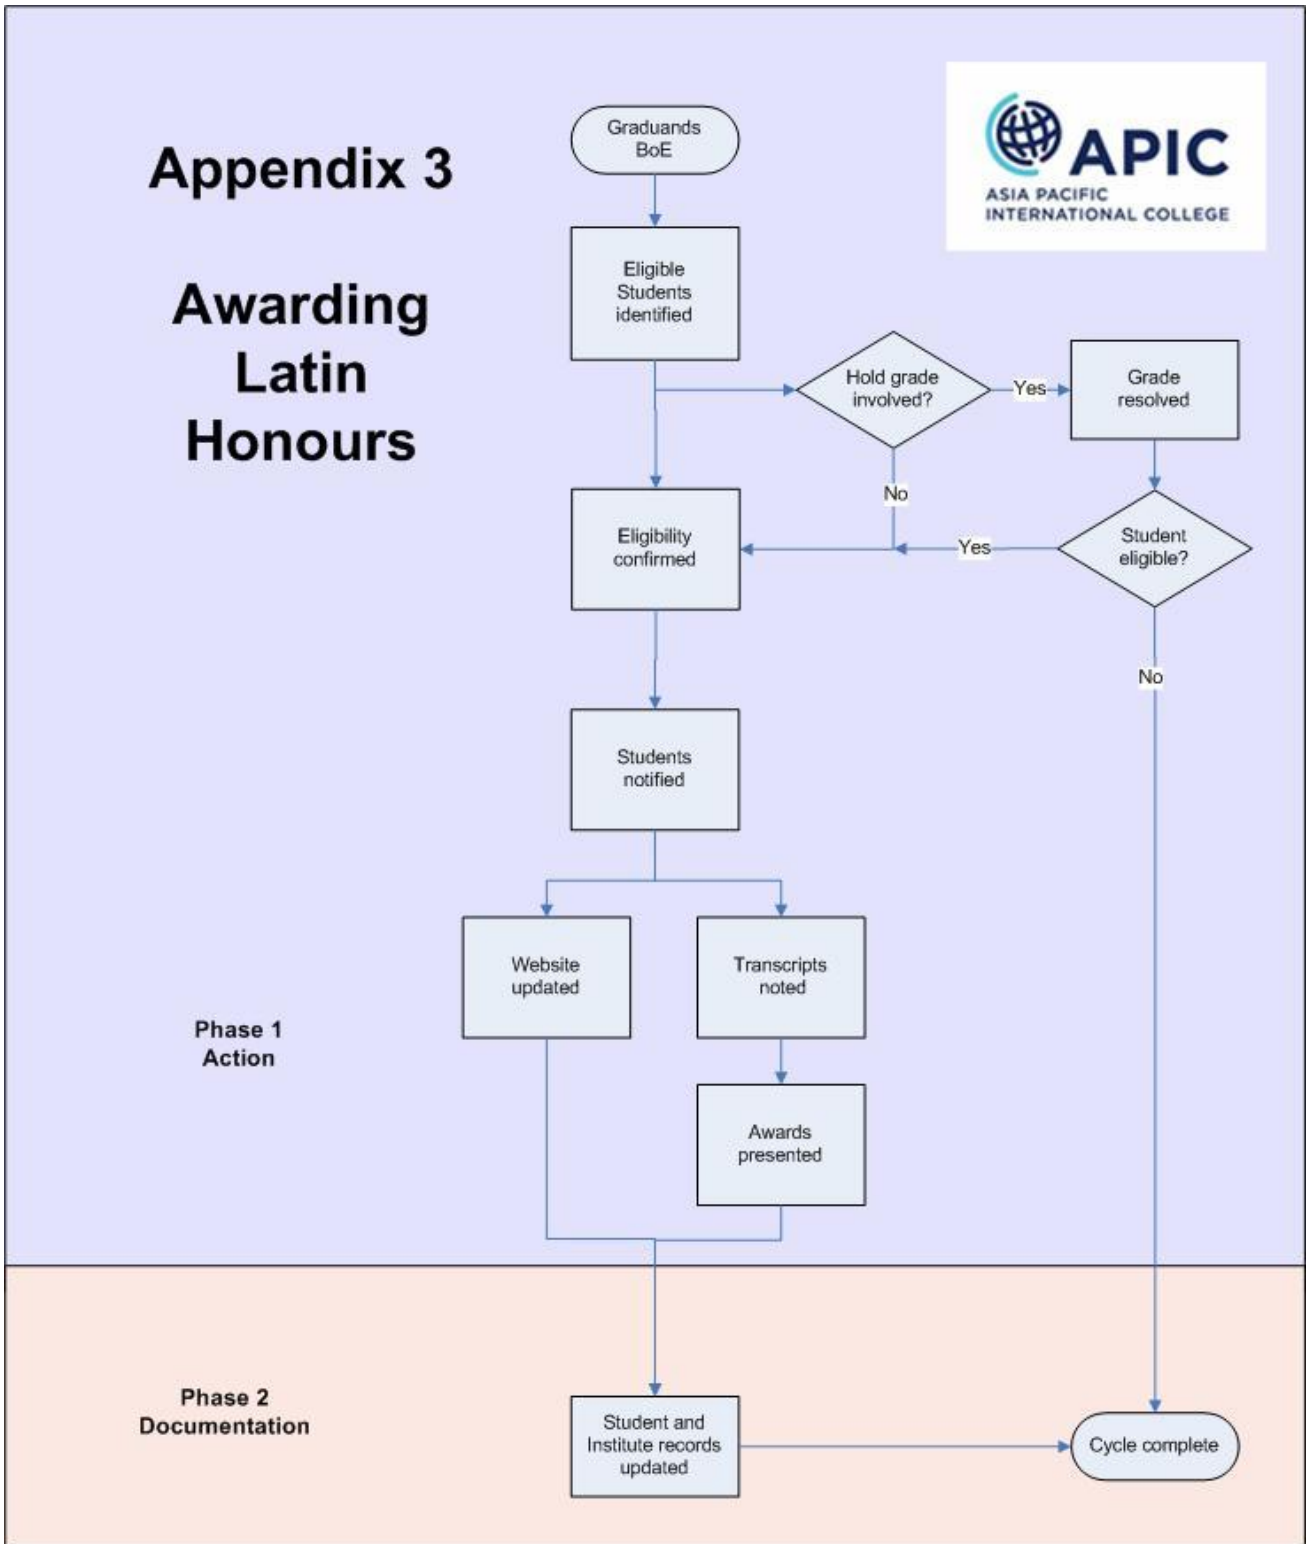 Appendix 3
Awarding
Latin
Honours
APIC
ASIA PACIFIC
INTERNATIONAL COLLEGE
Graduands
BoE
Eligible
Students
identified
Hold grade
involved?
Yes
Grade
resolved
No
Eligibility
confirmed
Yes
Student
eligible?
No
Students
notified
Website
updated
Transcripts
noted
Phase 1
Action
Awards
presented
Phase 2
Documentation
Student and
Institute records
updated
Cycle complete